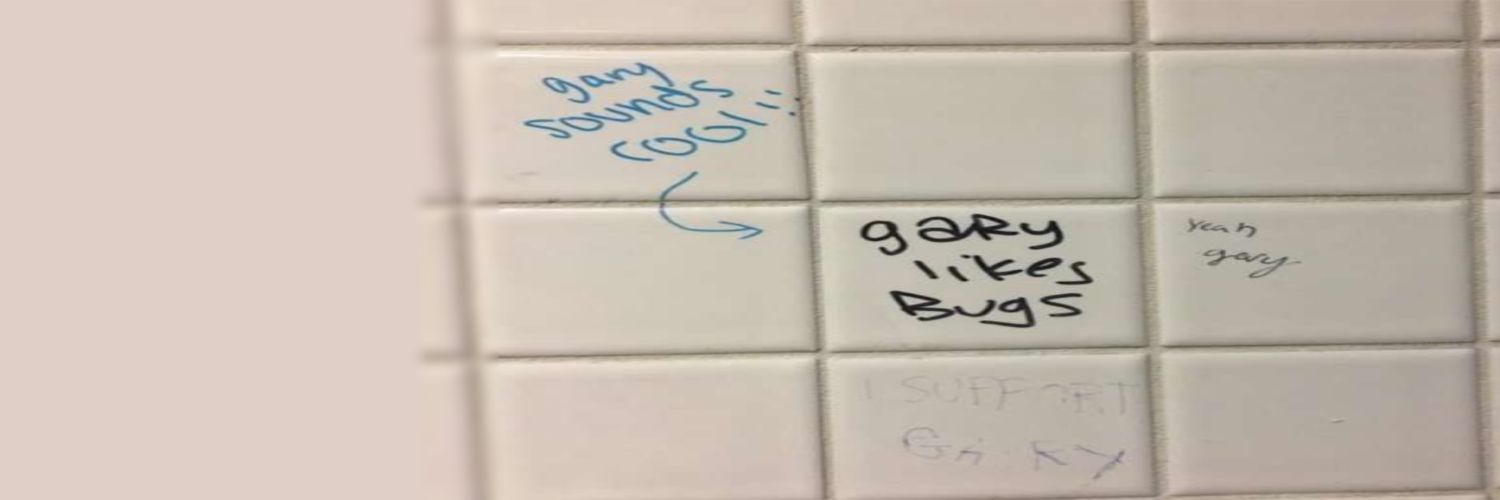 gary
sounds
cool!!
gaRy
likes
Bugs
yeah
gary
I SUPPORT
GARY